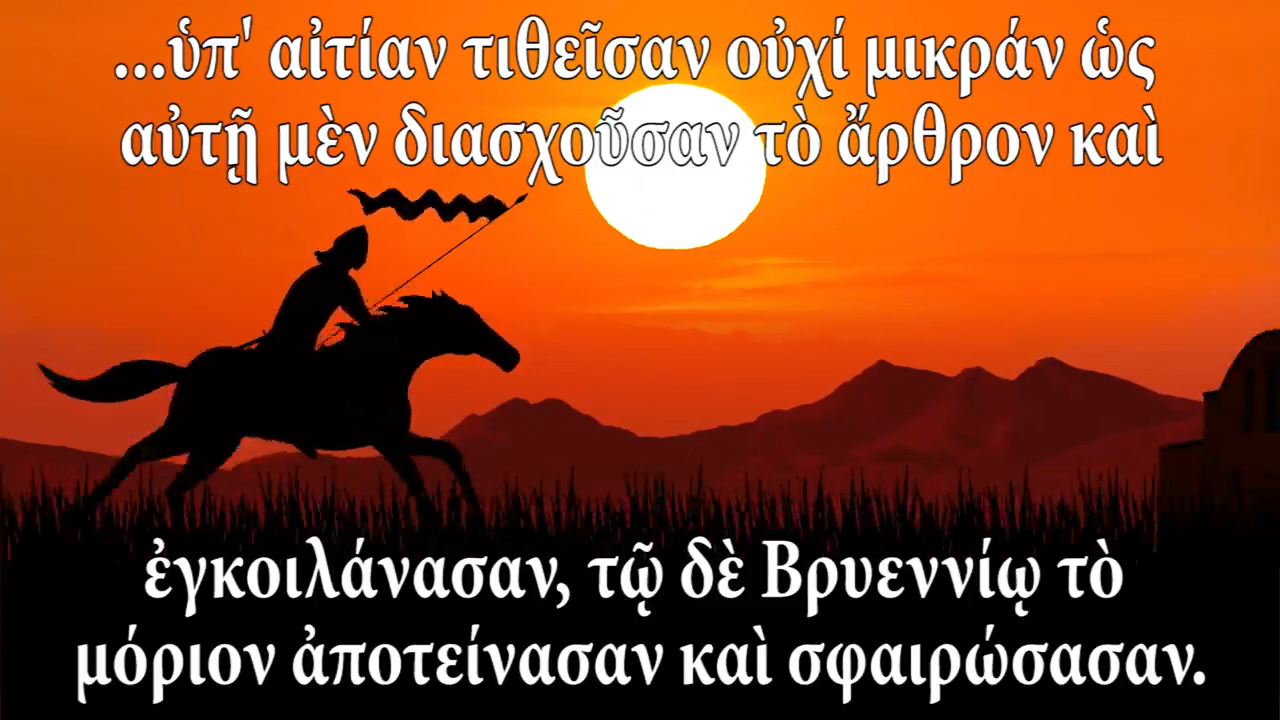 ...ὑπ' αἰτίαν τιθεῖσαν οὐχί μικράν ὡς
αὐτῇ μὲν διασχοῦσαν τὸ ἄρθρον καὶ
ἐγκοιλάνασαν, τῷ δὲ Βρυεννίῳ τὸ
μόριον ἀποτείνασαν καὶ σφαιρώσασαν.